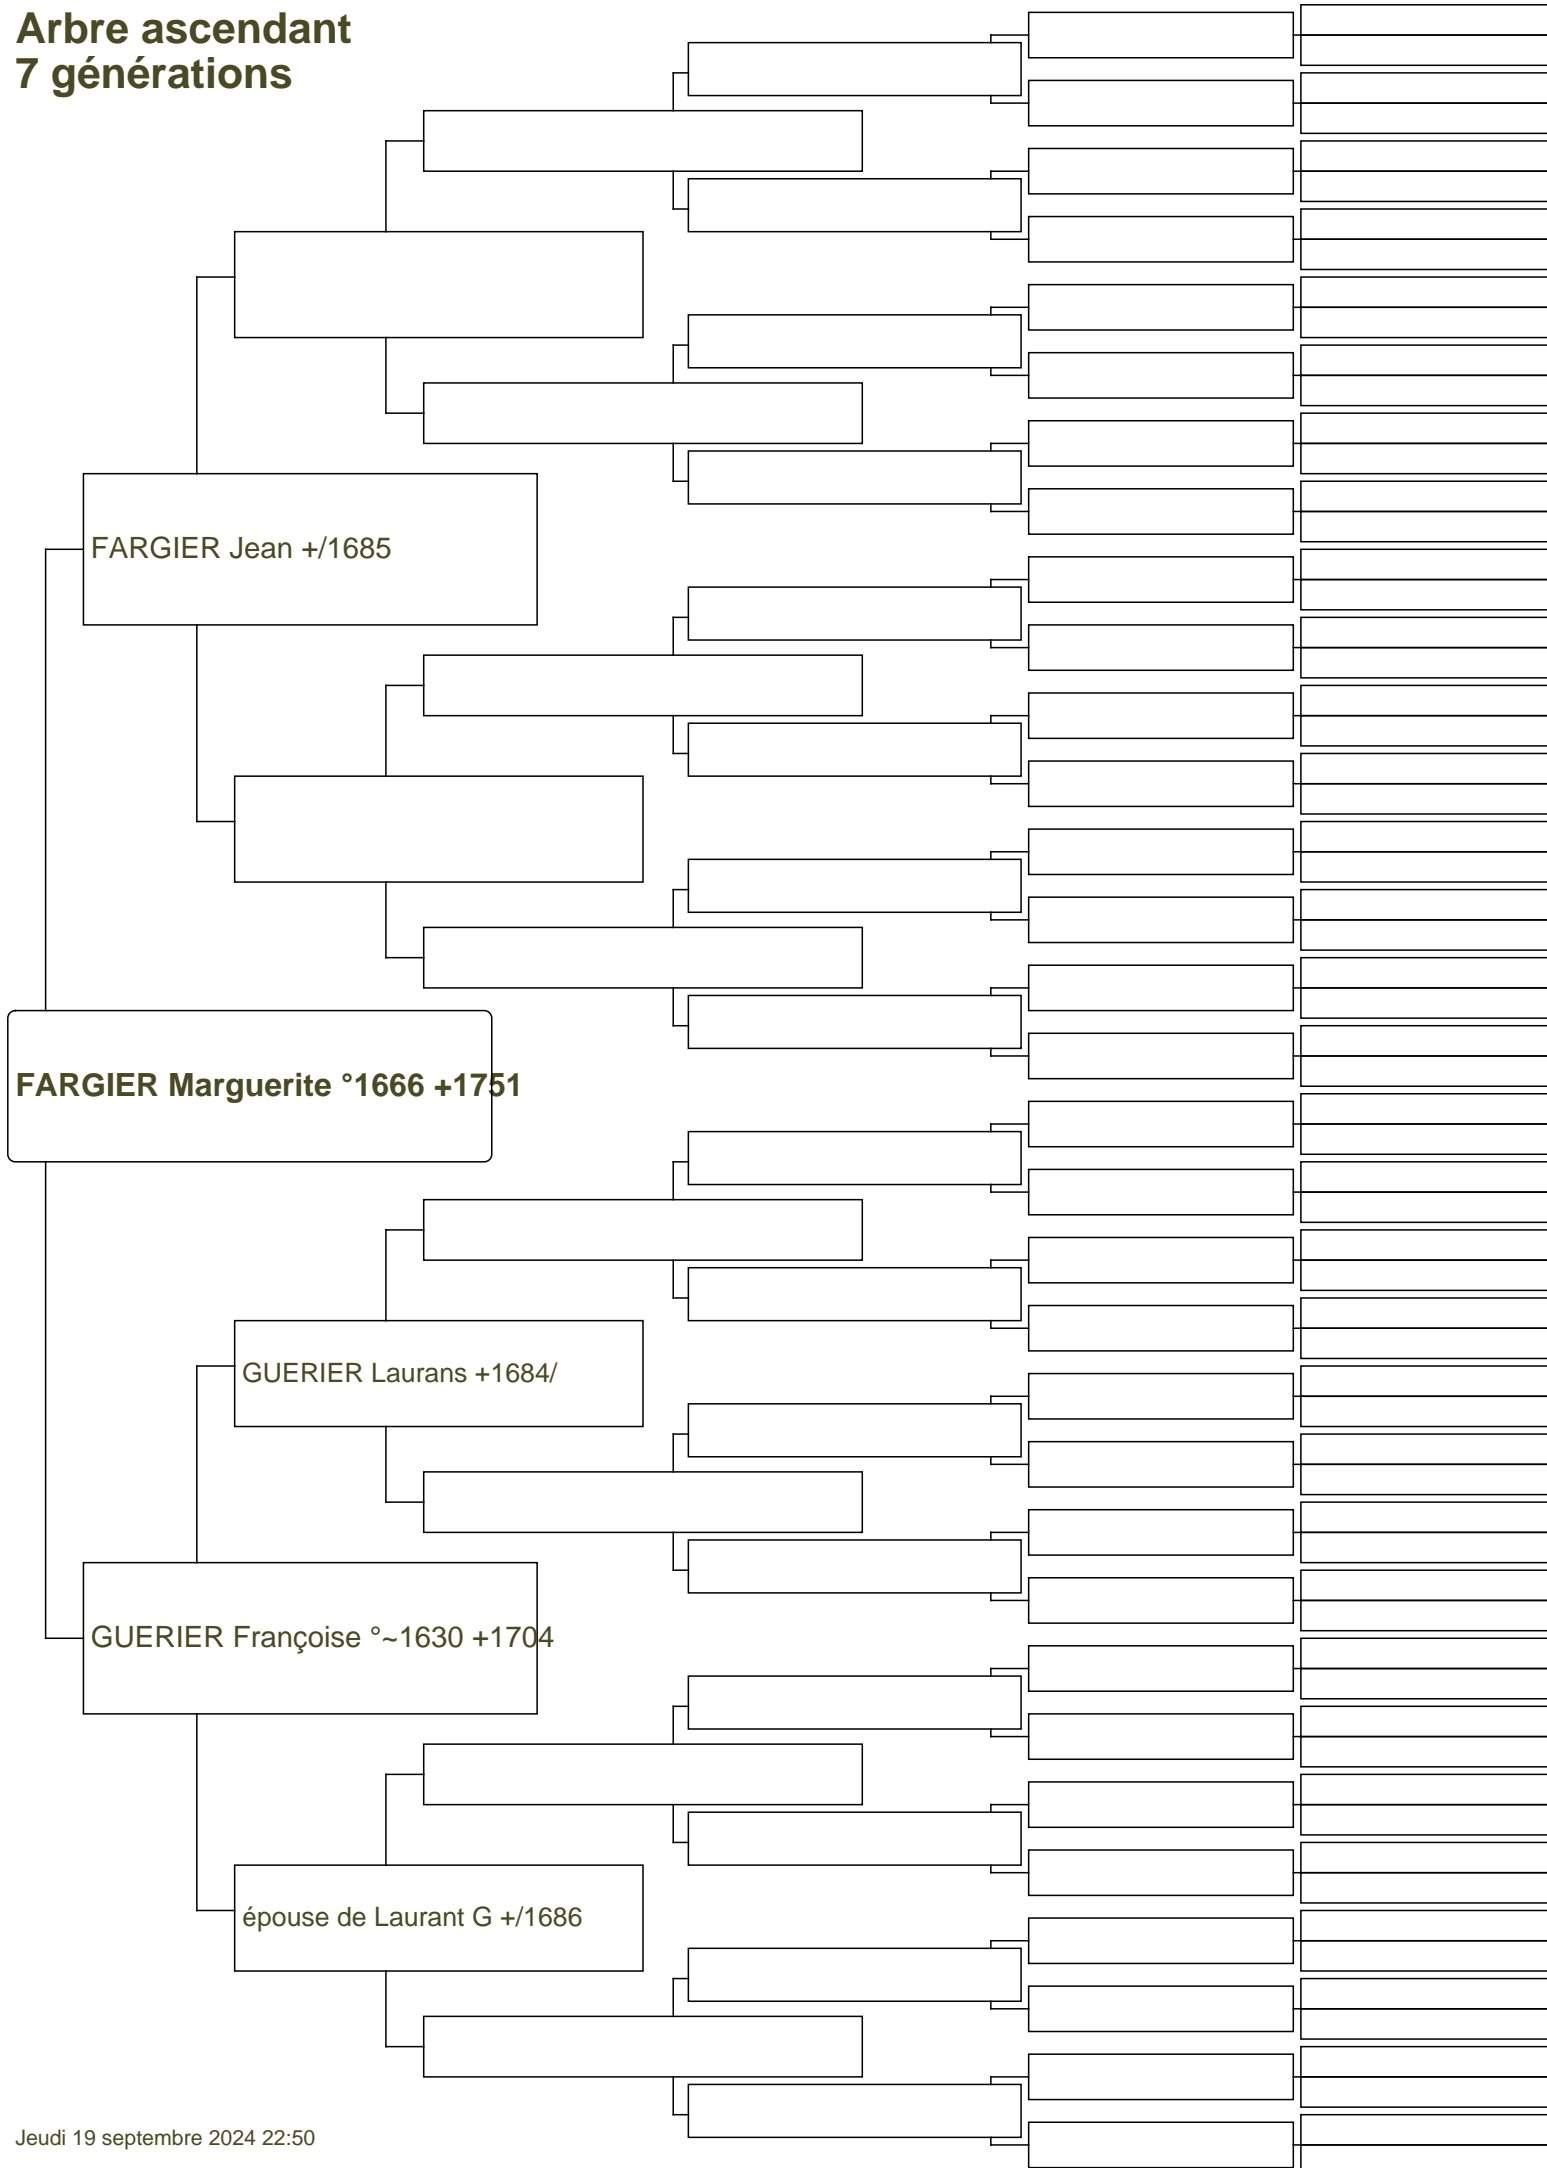 Arbre ascendant
7 générations
FARGIER Jean +/1685
FARGIER Marguerite °1666 +1751
GUERIER Laurans +1684/
GUERIER Françoise °~1630 +1704
épouse de Laurant G +/1686
Jeudi 19 septembre 2024 22:50